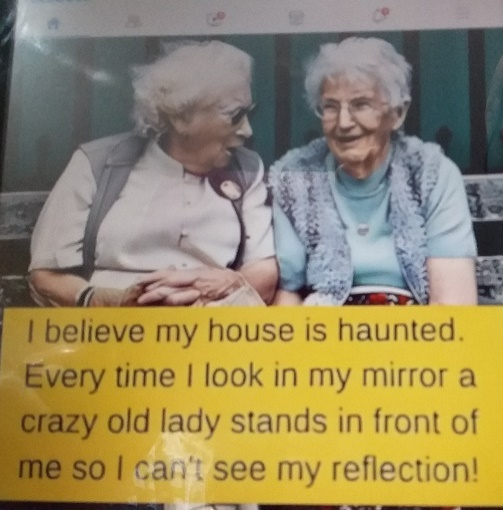 I believe my house is haunted.
Every time I look in my mirror a
crazy old lady stands in front of
me so I can't see my reflection!